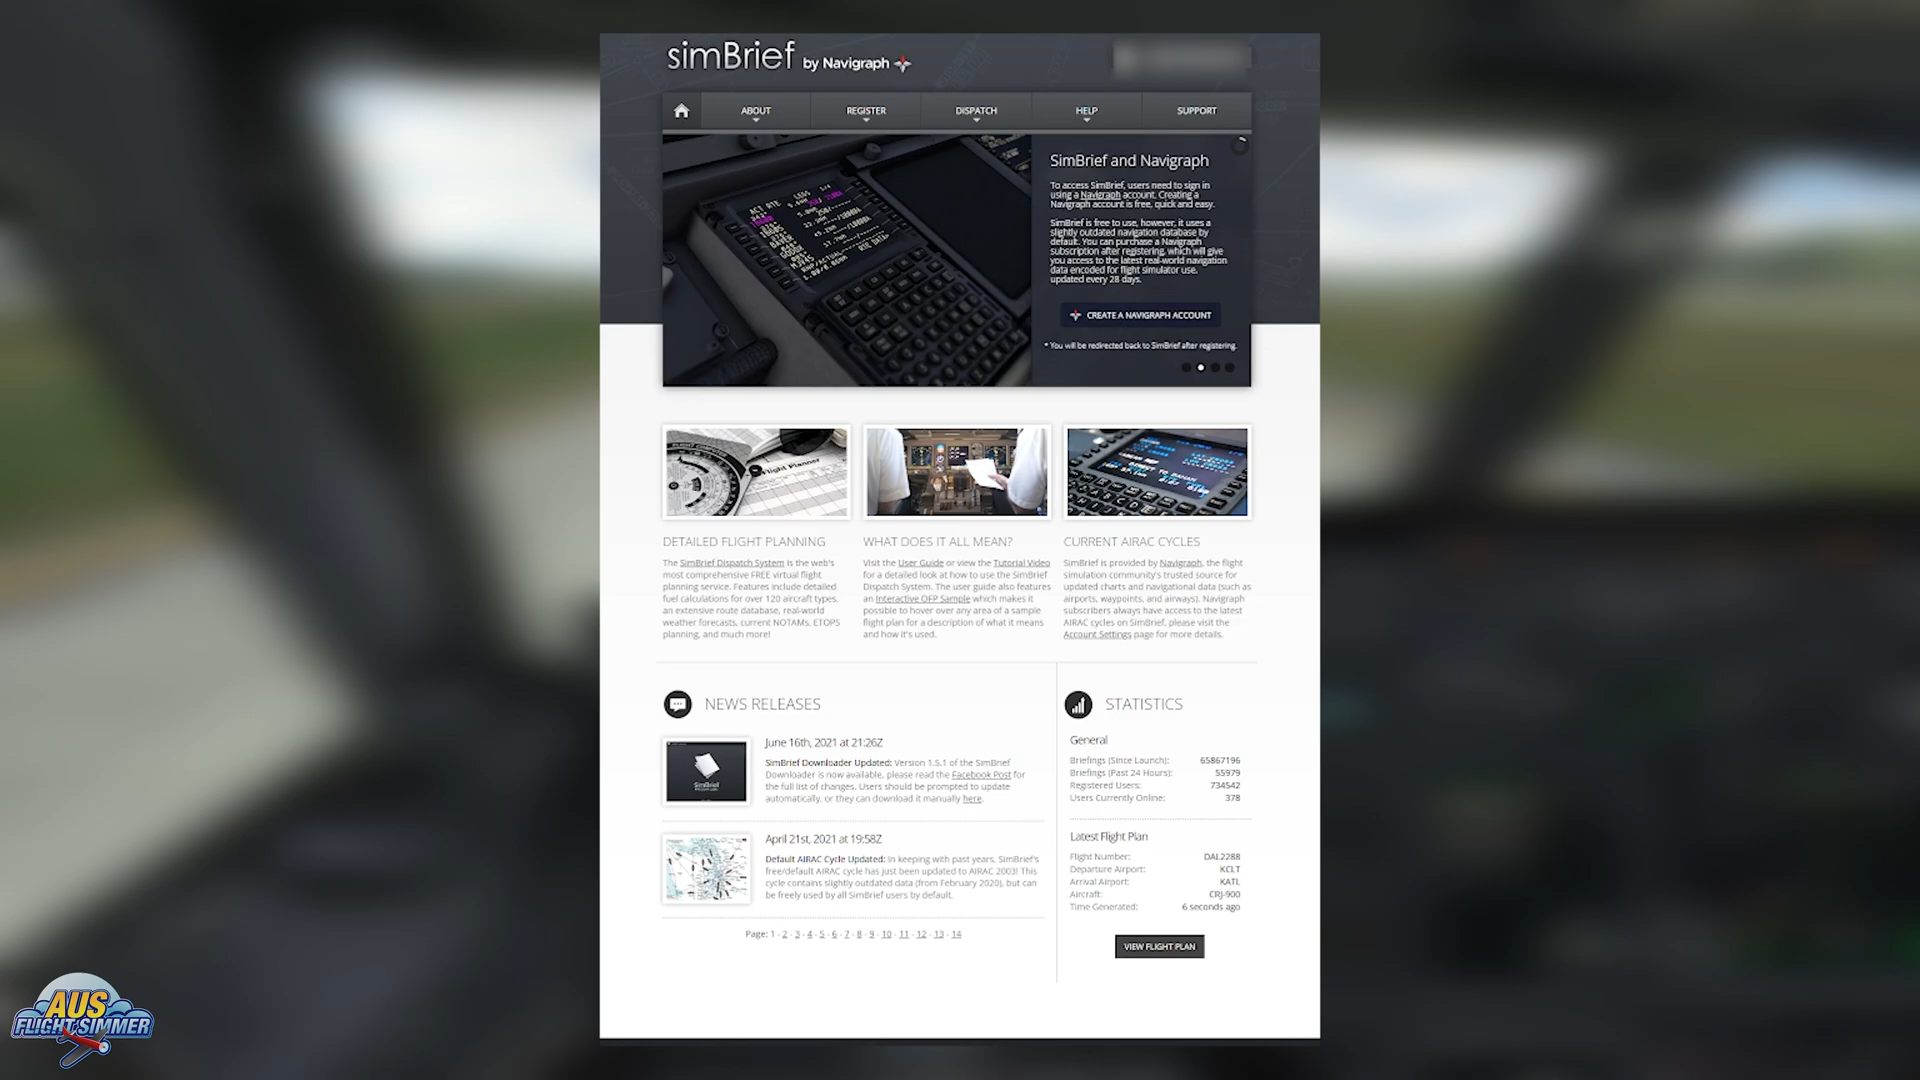 simBrief by Navigraph
ABOUT
REGISTER
DISPATCH
HELP
SUPPORT
SimBrief and Navigraph
To access SimBrief, users need to sign in
using a Navigraph account. Creating a
Navigraph account is free, quick and easy.
SimBrief is free to use, however, it uses a
slightly outdated navigation database by
default. You can purchase a Navigraph
subscription after registering, which will give
you access to the latest real-world navigation
data encoded for flight simulator use,
updated every 28 days.
CREATE A NAVIGRAPH ACCOUNT
* You will be redirected back to SimBrief after registering.
Flight Planner
DETAILED FLIGHT PLANNING
The SimBrief Dispatch System is the web's
most comprehensive FREE virtual flight
planning service. Features include detailed
fuel calculations for over 120 aircraft types,
an extensive route database, real-world
weather forecasts, current NOTAMs, ETOPS
planning, and much more!
WHAT DOES IT ALL MEAN?
Visit the User Guide or view the Tutorial Video
for a detailed look at how to use the SimBrief
Dispatch System. The user guide also features
an Interactive OFP Sample which makes it
possible to hover over any area of a sample
flight plan for a description of what it means
and how it's used.
CURRENT AIRAC CYCLES
SimBrief is provided by Navigraph, the flight
simulation community's trusted source for
updated charts and navigational data (such as
airports, waypoints, and airways). Navigraph
subscribers always have access to the latest
AIRAC cycles on SimBrief, please visit the
Account Settings page for more details.
NEWS RELEASES
June 16th, 2021 at 21:26Z
SimBrief Downloader Updated: Version 1.5.1 of the SimBrief
Downloader is now available, please read the Facebook Post for
the full list of changes. Users should be prompted to update
automatically, or they can download it manually here.
SimBrief
April 21st, 2021 at 19:58Z
Default AIRAC Cycle Updated: In keeping with past years, SimBrief's
free/default AIRAC cycle has just been updated to AIRAC 2003! This
cycle contains slightly outdated data (from February 2020), but can
be freely used by all SimBrief users by default.
Page: 1 - 2 - 3 - 4 - 5 - 6 - 7 - 8 - 9 - 10 - 11 - 12 - 13 - 14
STATISTICS
General
Briefings (Since Launch): 65867196
Briefings (Past 24 Hours): 55979
Registered Users: 734542
Users Currently Online: 378
Latest Flight Plan
Flight Number: DAL2288
Departure Airport: KCLT
Arrival Airport: KATL
Aircraft: CRJ-900
Time Generated: 6 seconds ago
VIEW FLIGHT PLAN
AUS
FLIGHT SIMMER